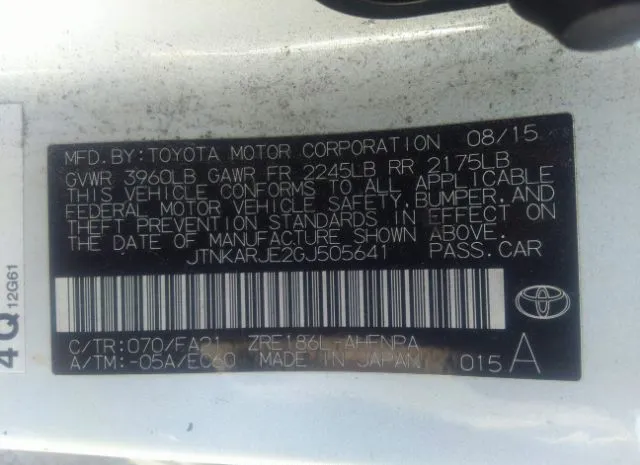 MFD.BY:TOYOTA MOTOR CORPORATION 08/15
GVWR 3960LB GAWR FR 2245LB RR 2175LB
THIS VEHICLE CONFORMS TO ALL APPLICABLE
FEDERAL MOTOR VEHICLE SAFETY,BUMPER,AND
THEFT PREVENTION STANDARDS IN EFFECT ON
THE DATE OF MANUFACTURE SHOWN ABOVE.
JTNKARJE2GJ505641 PASS.CAR
C/TR:070/FA21 ZRE186L-AHFNPA
A/TM:-05A/EC60 MADE IN JAPAN 015 A
4Q 12G61